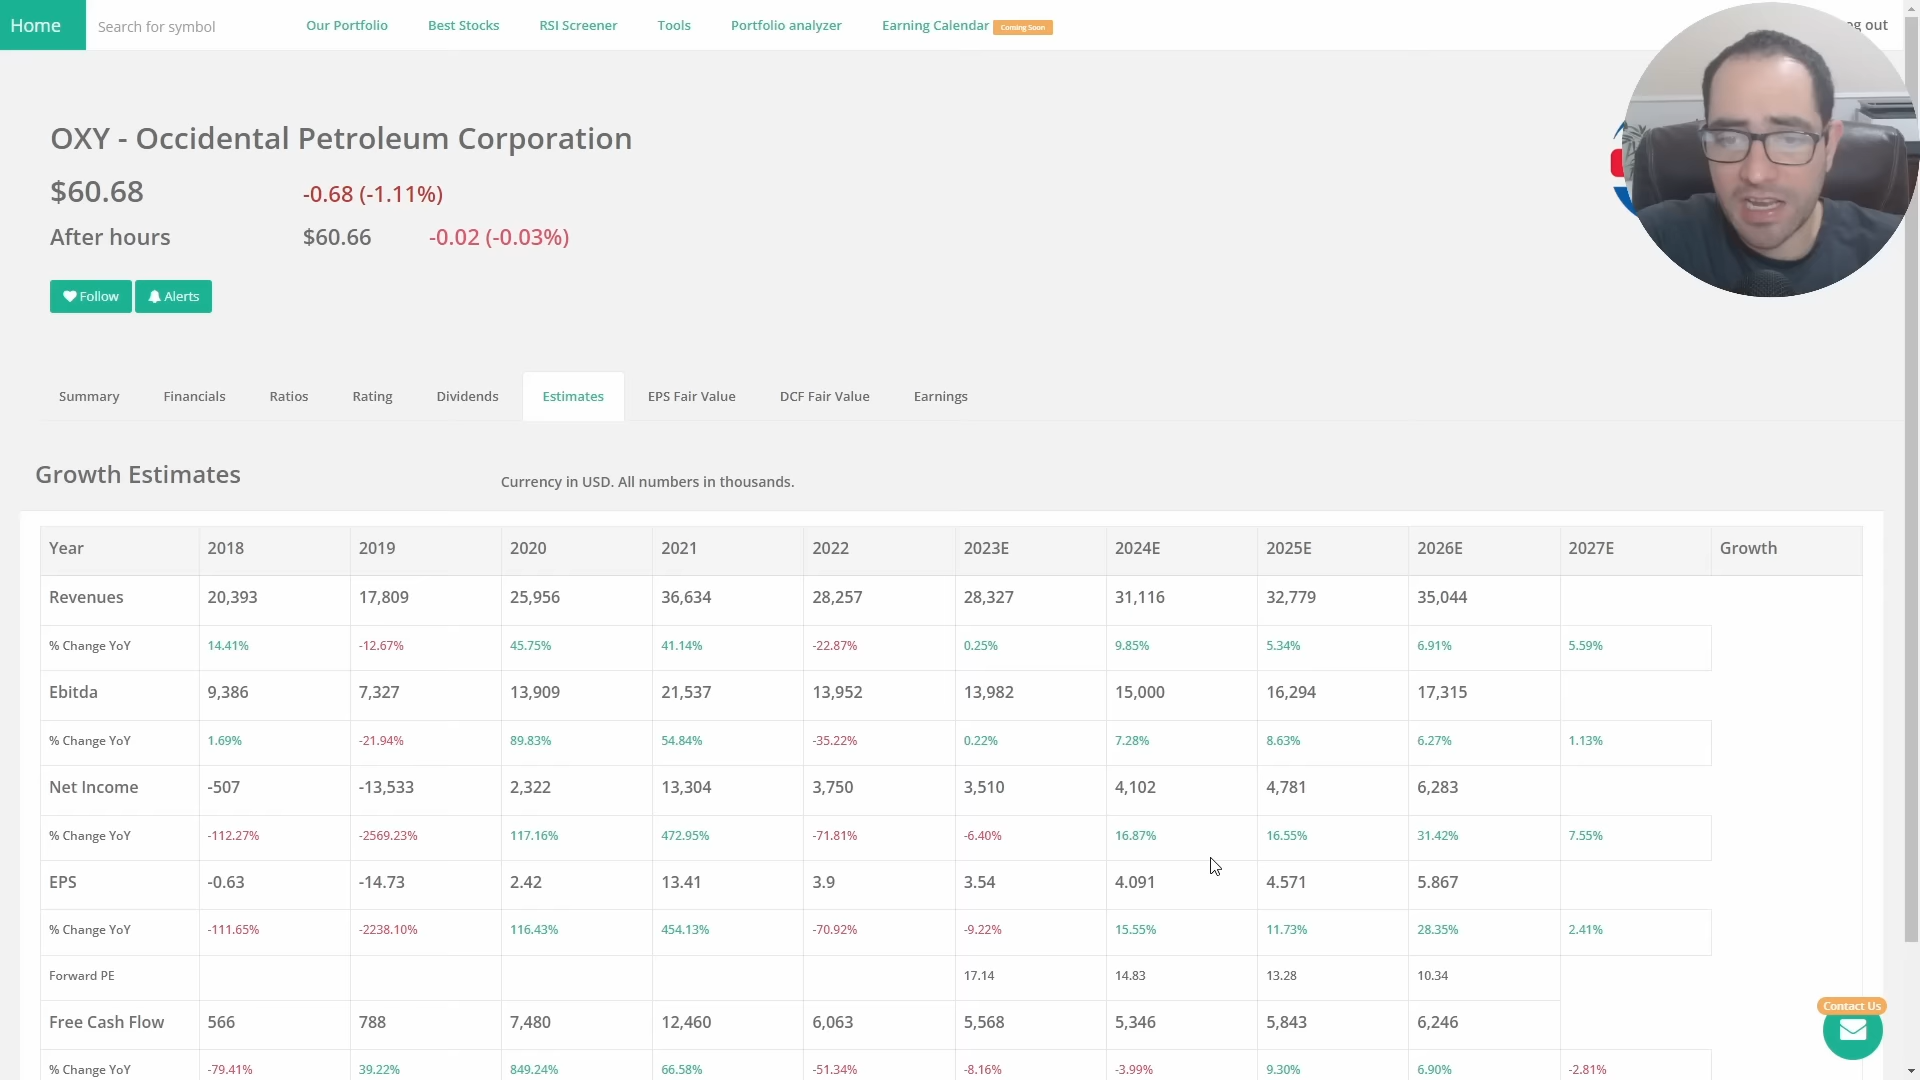 Home
Search for symbol
Our Portfolio
Best Stocks
RSI Screener
Tools
Portfolio analyzer
Earning Calendar Coming Soon
og out
OXY - Occidental Petroleum Corporation
$60.68 -0.68 (-1.11%)
After hours $60.66 -0.02 (-0.03%)
Follow Alerts
Summary Financials Ratios Rating Dividends Estimates EPS Fair Value DCF Fair Value Earnings
Growth Estimates
Currency in USD. All numbers in thousands.
Year 2018 2019 2020 2021 2022 2023E 2024E 2025E 2026E 2027E Growth
Revenues 20,393 17,809 25,956 36,634 28,257 28,327 31,116 32,779 35,044
% Change YoY 14.41% -12.67% 45.75% 41.14% -22.87% 0.25% 9.85% 5.34% 6.91% 5.59%
Ebitda 9,386 7,327 13,909 21,537 13,952 13,982 15,000 16,294 17,315
% Change YoY 1.69% -21.94% 89.83% 54.84% -35.22% 0.22% 7.28% 8.63% 6.27% 1.13%
Net Income -507 -13,533 2,322 13,304 3,750 3,510 4,102 4,781 6,283
% Change YoY -112.27% -2569.23% 117.16% 472.95% -71.81% -6.40% 16.87% 16.55% 31.42% 7.55%
EPS -0.63 -14.73 2.42 13.41 3.9 3.54 4.091 4.571 5.867
% Change YoY -111.65% -2238.10% 116.43% 454.13% -70.92% -9.22% 15.55% 11.73% 28.35% 2.41%
Forward PE 17.14 14.83 13.28 10.34
Free Cash Flow 566 788 7,480 12,460 6,063 5,568 5,346 5,843 6,246
% Change YoY -79.41% 39.22% 849.24% 66.58% -51.34% -8.16% -3.99% 9.30% 6.90% -2.81%
Contact Us